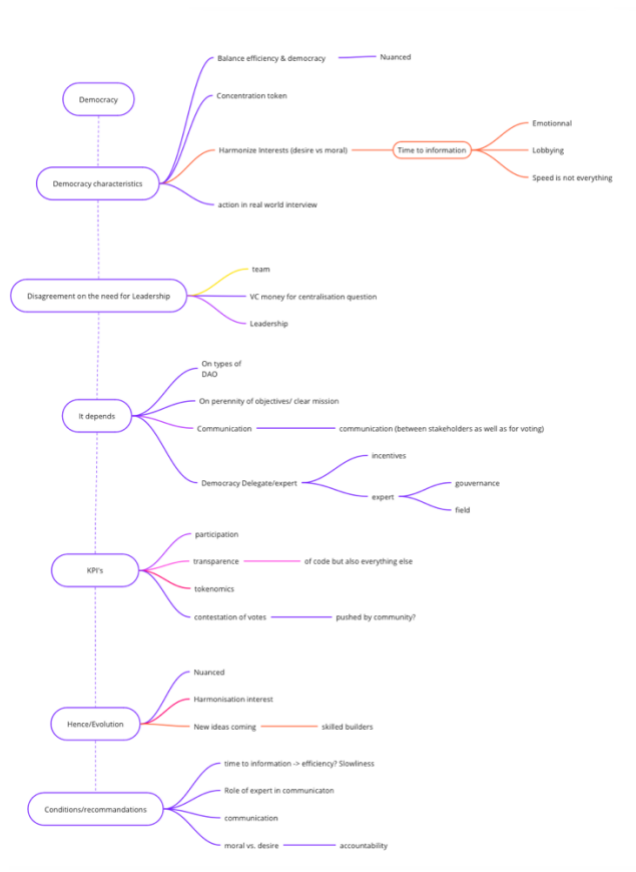 Balance efficiency & democracy
Nuanced
Democracy
Concentration token
Emotionnal
Harmonize Interests (desire vs moral)
Time to information
Lobbying
Speed is not everything
Democracy characteristics
action in real world interview
team
Disagreement on the need for Leadership
VC money for centralisation question
Leadership
On types of
DAO
On perennity of objectives/ clear mission
It depends
Communication
communication (between stakeholders as well as for voting)
incentives
Democracy Delegate/expert
expert
gouvernance
field
participation
transparence
of code but also everything else
KPI's
tokenomics
contestation of votes
pushed by community?
Nuanced
Harmonisation interest
Hence/Evolution
New ideas coming
skilled builders
time to information -> efficiency? Slowliness
Role of expert in communicaton
Conditions/recommandations
communication
moral vs. desire
accountability